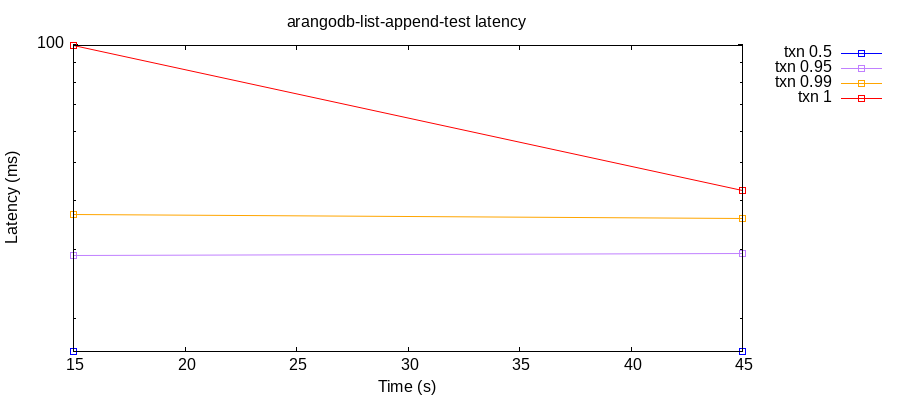 arangodb-list-append-test latency
100
txn 0.5
txn 0.95
txn 0.99
txn 1
Latency (ms)
15 20 25 30 35 40 45
Time (s)